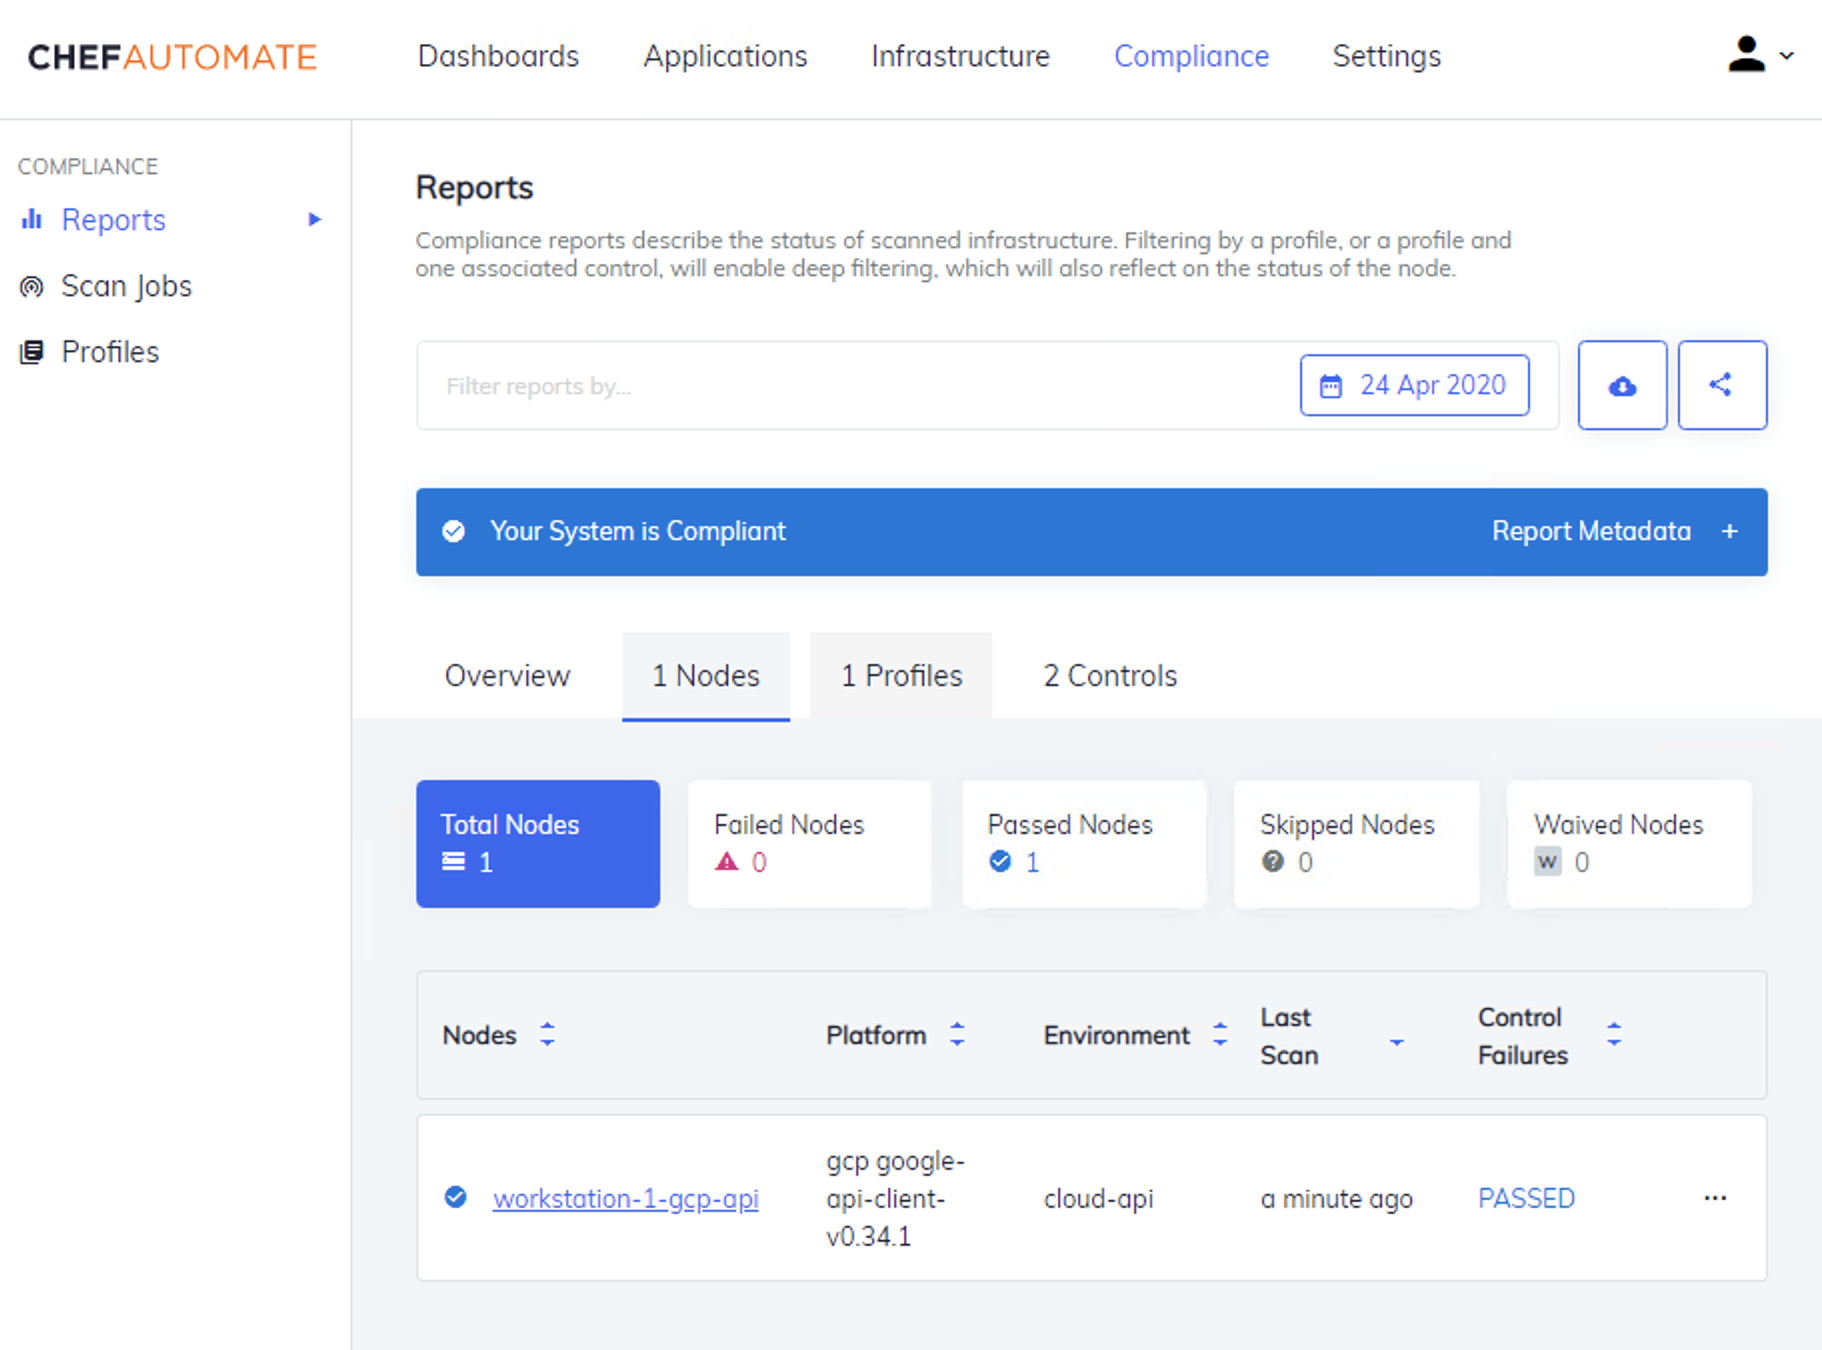 CHEFAUTOMATE
Dashboards
Applications
Infrastructure
Compliance
Settings
COMPLIANCE
Reports
Scan Jobs
Profiles
Reports
Compliance reports describe the status of scanned infrastructure. Filtering by a profile, or a profile and
one associated control, will enable deep filtering, which will also reflect on the status of the node.
Filter reports by...
24 Apr 2020
Your System is Compliant
Report Metadata +
Overview
1 Nodes
1 Profiles
2 Controls
Total Nodes
1
Failed Nodes
0
Passed Nodes
1
Skipped Nodes
? 0
Waived Nodes
W 0
Nodes
Platform
Environment
Last
Scan
Control
Failures
workstation-1-gcp-api
gcp google-
api-client-
v0.34.1
cloud-api
a minute ago
PASSED
...